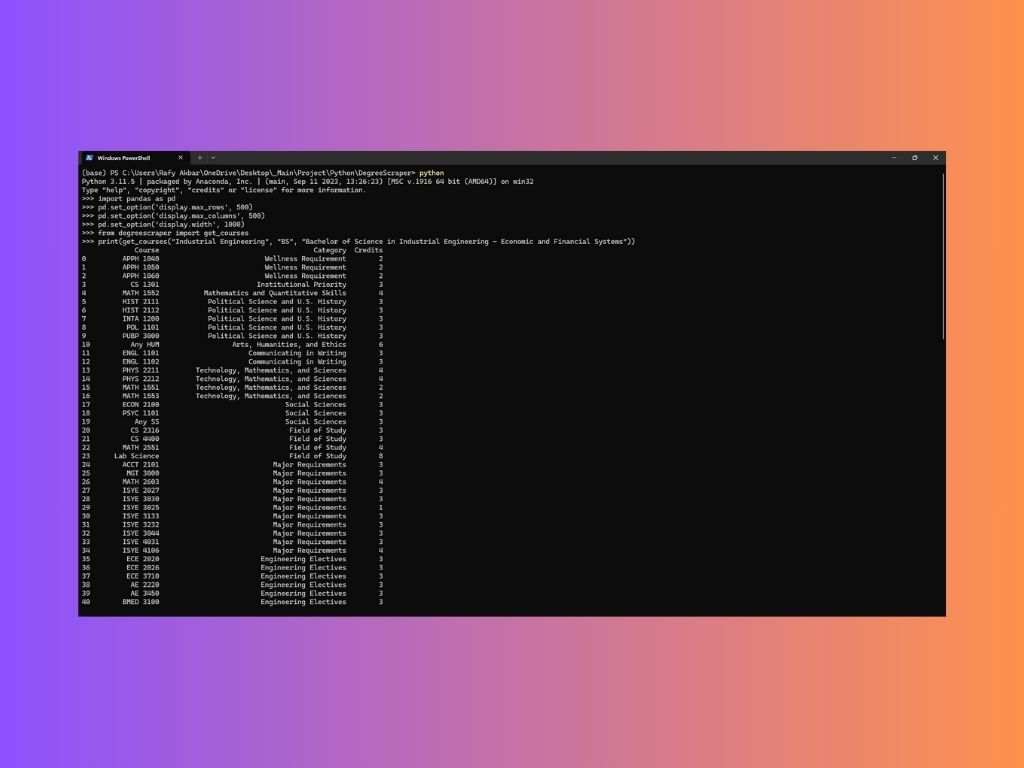 Windows PowerShell
(base) PS C:\Users\Rafy Akbar\OneDrive\Desktop\_Main\Project\Python\DegreeScraper> python
Python 3.11.5 | packaged by Anaconda, Inc. | (main, Sep 11 2023, 13:26:23) [MSC v.1916 64 bit (AMD64)] on win32
Type "help", "copyright", "credits" or "license" for more information.
>>> import pandas as pd
>>> pd.set_option('display.max_rows', 500)
>>> pd.set_option('display.max_columns', 500)
>>> pd.set_option('display.width', 1000)
>>> from degreescraper import get_courses
>>> print(get_courses("Industrial Engineering", "BS", "Bachelor of Science in Industrial Engineering - Economic and Financial Systems"))
Course Category Credits
0 APPH 1040 Wellness Requirement 2
1 APPH 1050 Wellness Requirement 2
2 APPH 1060 Wellness Requirement 2
3 CS 1301 Institutional Priority 3
4 MATH 1552 Mathematics and Quantitative Skills 4
5 HIST 2111 Political Science and U.S. History 3
6 HIST 2112 Political Science and U.S. History 3
7 INTA 1200 Political Science and U.S. History 3
8 POL 1101 Political Science and U.S. History 3
9 PUBP 3000 Political Science and U.S. History 3
10 Any HUM Arts, Humanities, and Ethics 6
11 ENGL 1101 Communicating in Writing 3
12 ENGL 1102 Communicating in Writing 3
13 PHYS 2211 Technology, Mathematics, and Sciences 4
14 PHYS 2212 Technology, Mathematics, and Sciences 4
15 MATH 1551 Technology, Mathematics, and Sciences 2
16 MATH 1553 Technology, Mathematics, and Sciences 2
17 ECON 2100 Social Sciences 3
18 PSYC 1101 Social Sciences 3
19 Any SS Social Sciences 3
20 CS 2316 Field of Study 3
21 CS 4400 Field of Study 3
22 MATH 2551 Field of Study 4
23 Lab Science Field of Study 8
24 ACCT 2101 Major Requirements 3
25 MGT 3000 Major Requirements 3
26 MATH 2603 Major Requirements 4
27 ISYE 2027 Major Requirements 3
28 ISYE 3030 Major Requirements 3
29 ISYE 3025 Major Requirements 1
30 ISYE 3133 Major Requirements 3
31 ISYE 3232 Major Requirements 3
32 ISYE 3044 Major Requirements 3
33 ISYE 4031 Major Requirements 3
34 ISYE 4106 Major Requirements 4
35 ECE 2020 Engineering Electives 3
36 ECE 2026 Engineering Electives 3
37 ECE 3710 Engineering Electives 3
38 AE 2220 Engineering Electives 3
39 AE 3450 Engineering Electives 3
40 BMED 3100 Engineering Electives 3